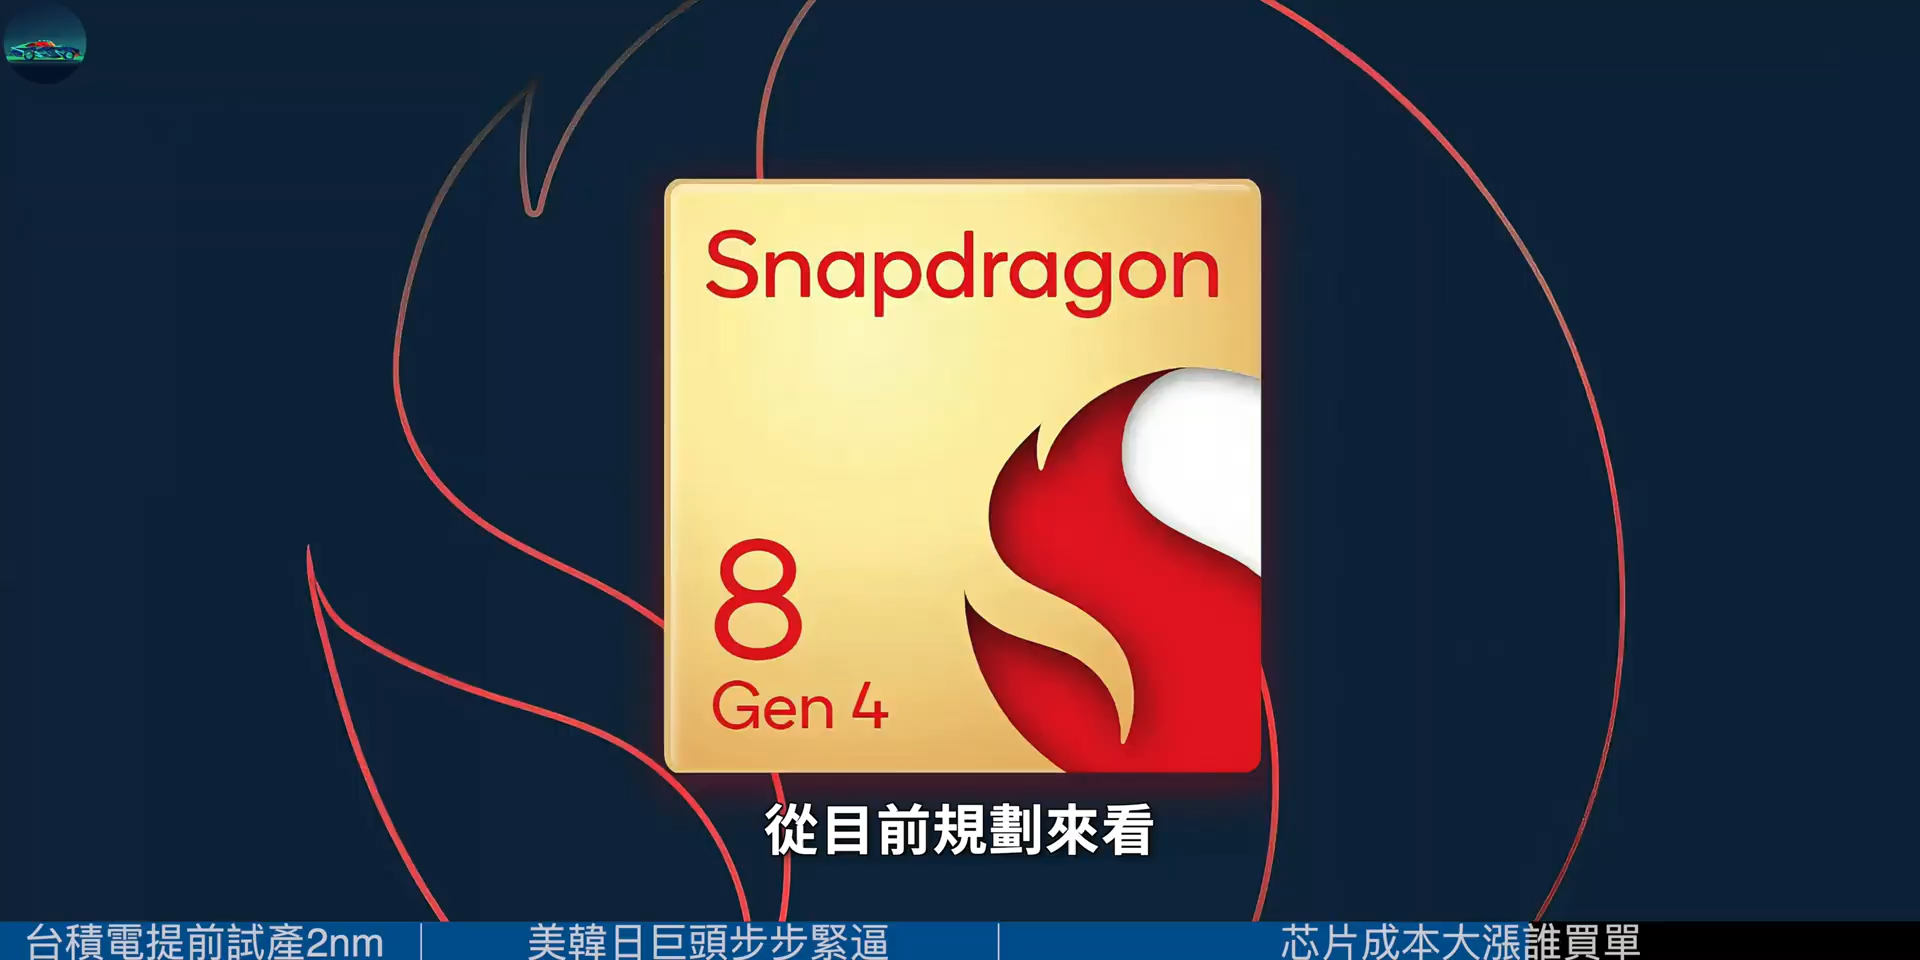 Snapdragon
8
Gen 4
從目前規劃來看
台積電提前試產2nm
美韓日巨頭步步緊逼
芯片成本大漲誰買單